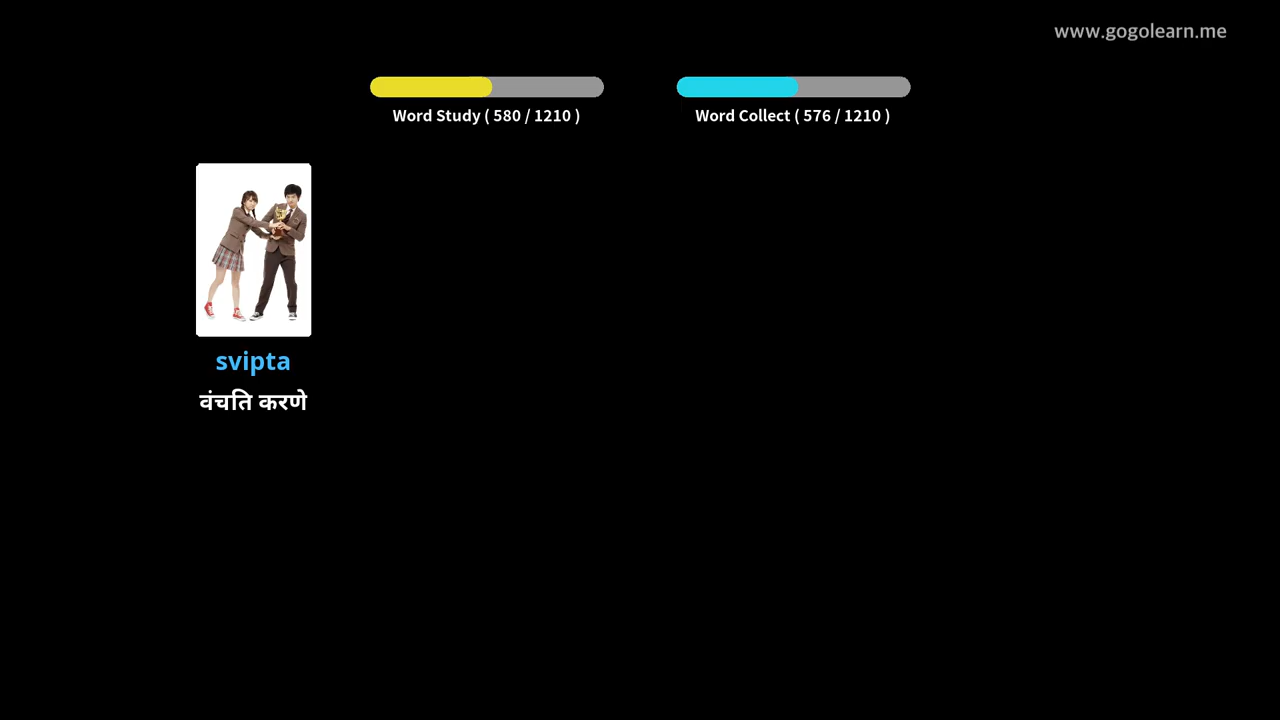 www.gogolearn.me
Word Study ( 580 / 1210 )
Word Collect ( 576 / 1210 )
svipta
वंचति करणे